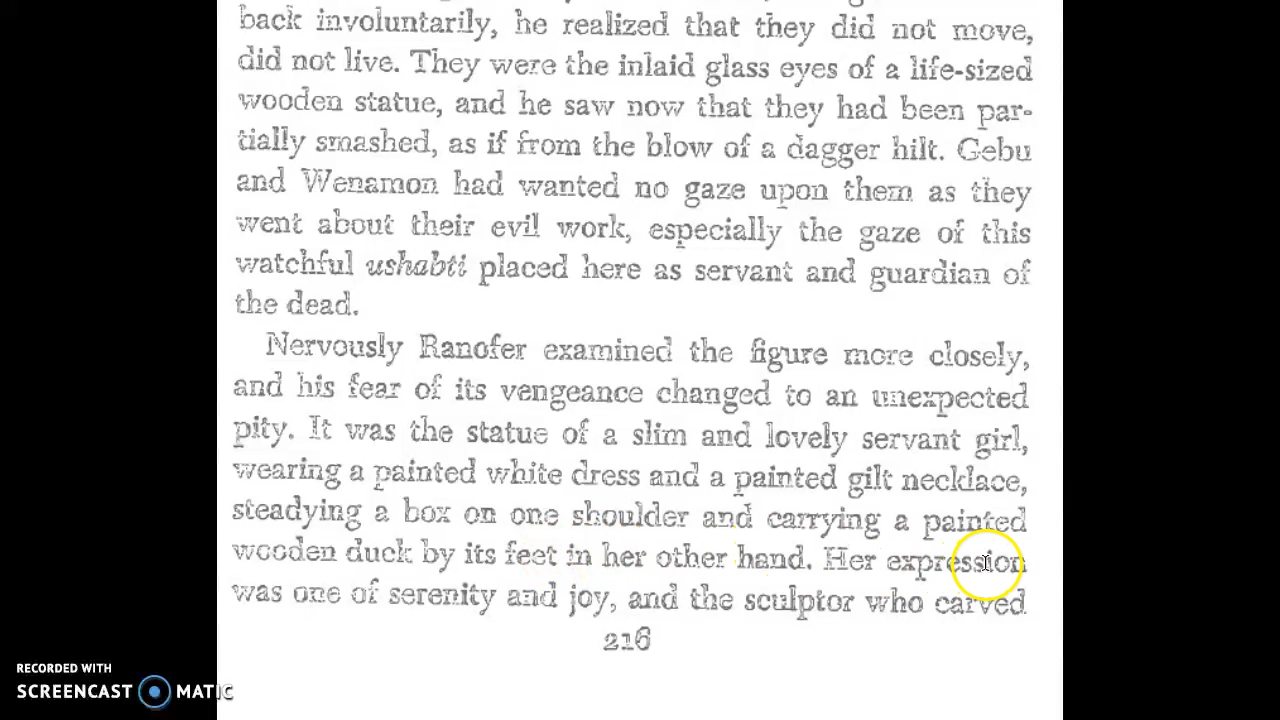 back involuntarily, he realized that they did not move,
did not live. They were the inlaid glass eyes of a life-sized
wooden statue, and he saw now that they had been par-
tially smashed, as if from the blow of a dagger hilt. Gebu
and Wenamon had wanted no gaze upon them as they
went about their evil work, especially the gaze of this
watchful ushabti placed here as servant and guardian of
the dead.
Nervously Ranofer examined the figure more closely,
and his fear of its vengeance changed to an unexpected
pity. It was the statue of a slim and lovely servant girl,
wearing a painted white dress and a painted gilt necklace,
steadying a box on one shoulder and carrying a painted
wooden duck by its feet in her other hand. Her expression
was one of serenity and joy, and the sculptor who carved
216
RECORDED WITH
SCREENCAST MATIC